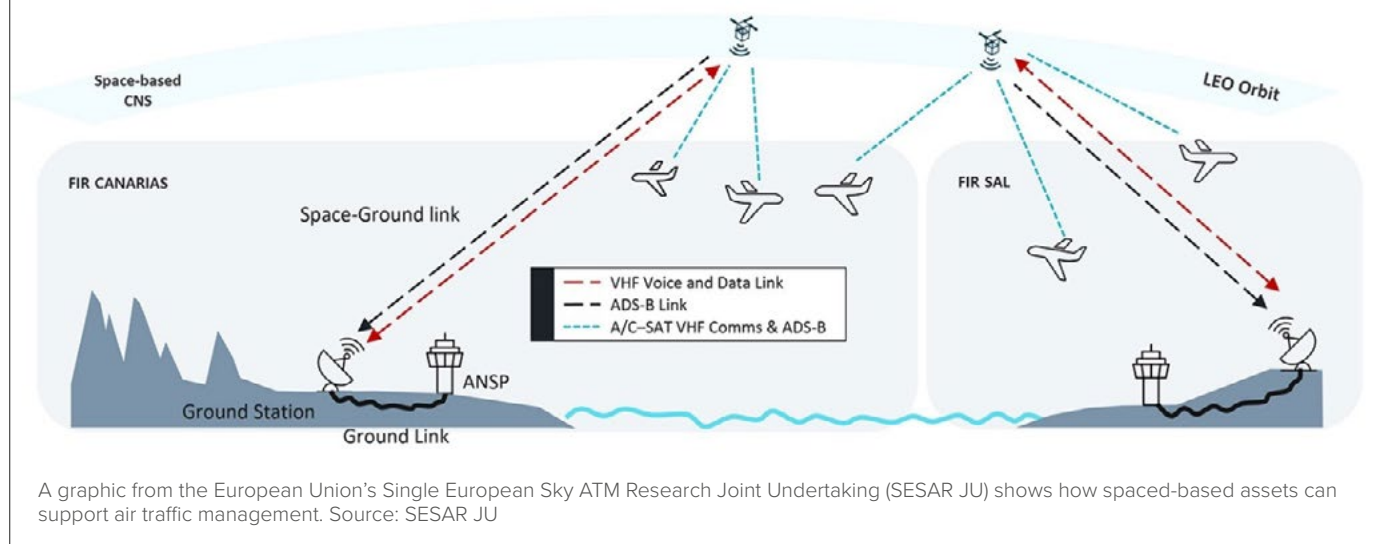 Space-based
CNS
LEO Orbit
FIR CANARIAS
FIR SAL
Space-Ground link
VHF Voice and Data Link
ADS-B Link
A/C–SAT VHF Comms & ADS-B
ANSP
Ground Station
Ground Link
A graphic from the European Union’s Single European Sky ATM Research Joint Undertaking (SESAR JU) shows how spaced-based assets can
support air traffic management. Source: SESAR JU